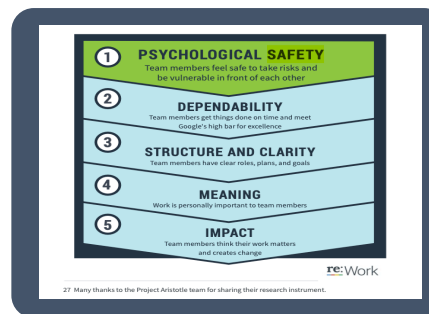 1
PSYCHOLOGICAL SAFETY
Team members feel safe to take risks and
be vulnerable in front of each other
2
DEPENDABILITY
Team members get things done on time and meet
Google's high bar for excellence
3
STRUCTURE AND CLARITY
Team members have clear roles, plans, and goals
4
MEANING
Work is personally important to team members
5
IMPACT
Team members think their work matters
and creates change
re:Work
27 Many thanks to the Project Aristotle team for sharing their research instrument.